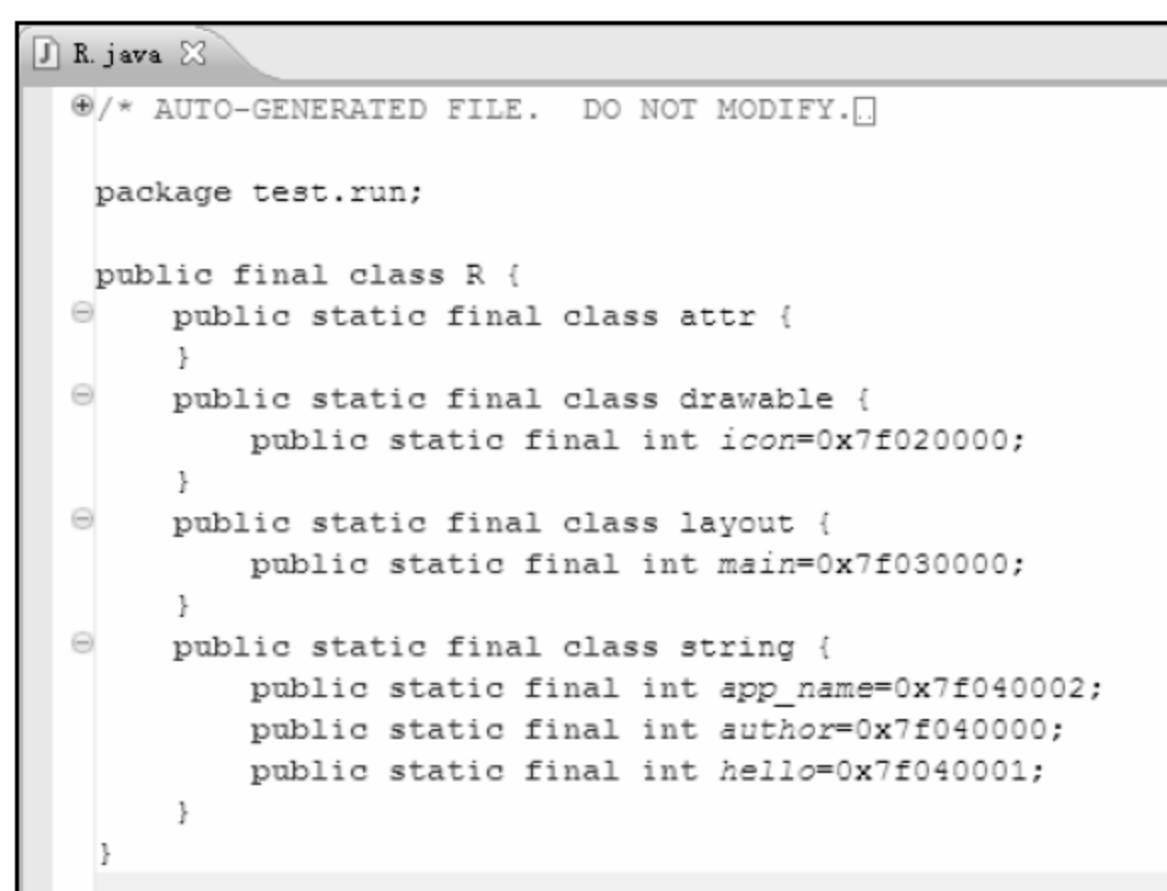 R.java
/* AUTO-GENERATED FILE.  DO NOT MODIFY.
package test.run;
public final class R {
    public static final class attr {
    }
    public static final class drawable {
        public static final int icon=0x7f020000;
    }
    public static final class layout {
        public static final int main=0x7f030000;
    }
    public static final class string {
        public static final int app_name=0x7f040002;
        public static final int author=0x7f040000;
        public static final int hello=0x7f040001;
    }
}